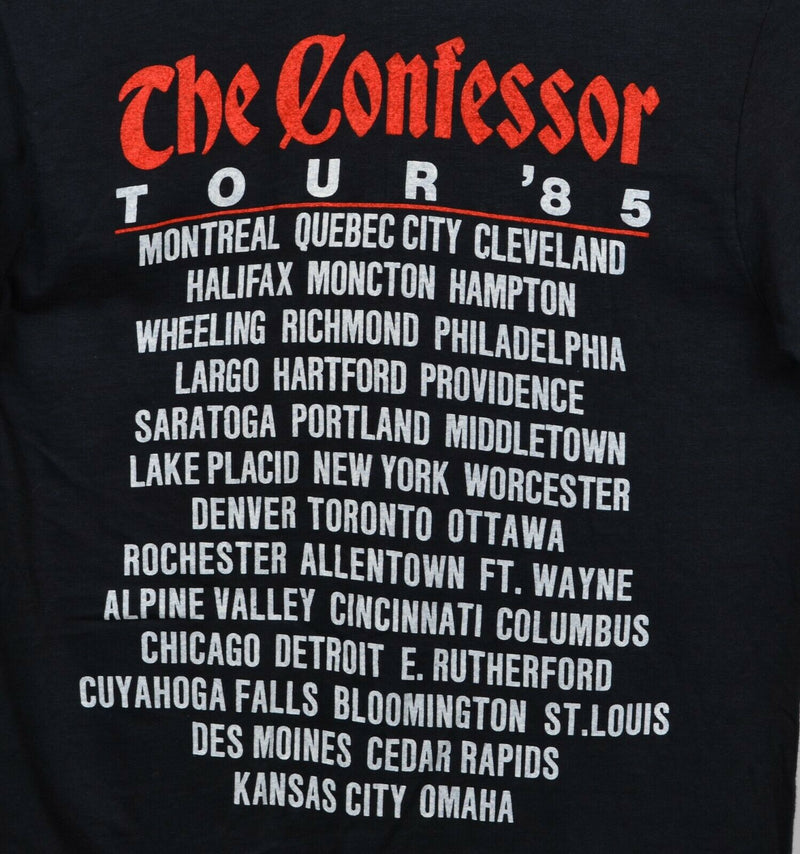 The Confessor
TOUR '85
MONTREAL QUEBEC CITY CLEVELAND
HALIFAX MONCTON HAMPTON
WHEELING RICHMOND PHILADELPHIA
LARGO HARTFORD PROVIDENCE
SARATOGA PORTLAND MIDDLETOWN
LAKE PLACID NEW YORK WORCESTER
DENVER TORONTO OTTAWA
ROCHESTER ALLENTOWN FT. WAYNE
ALPINE VALLEY CINCINNATI COLUMBUS
CHICAGO DETROIT E. RUTHERFORD
CUYAHOGA FALLS BLOOMINGTON ST.LOUIS
DES MOINES CEDAR RAPIDS
KANSAS CITY OMAHA